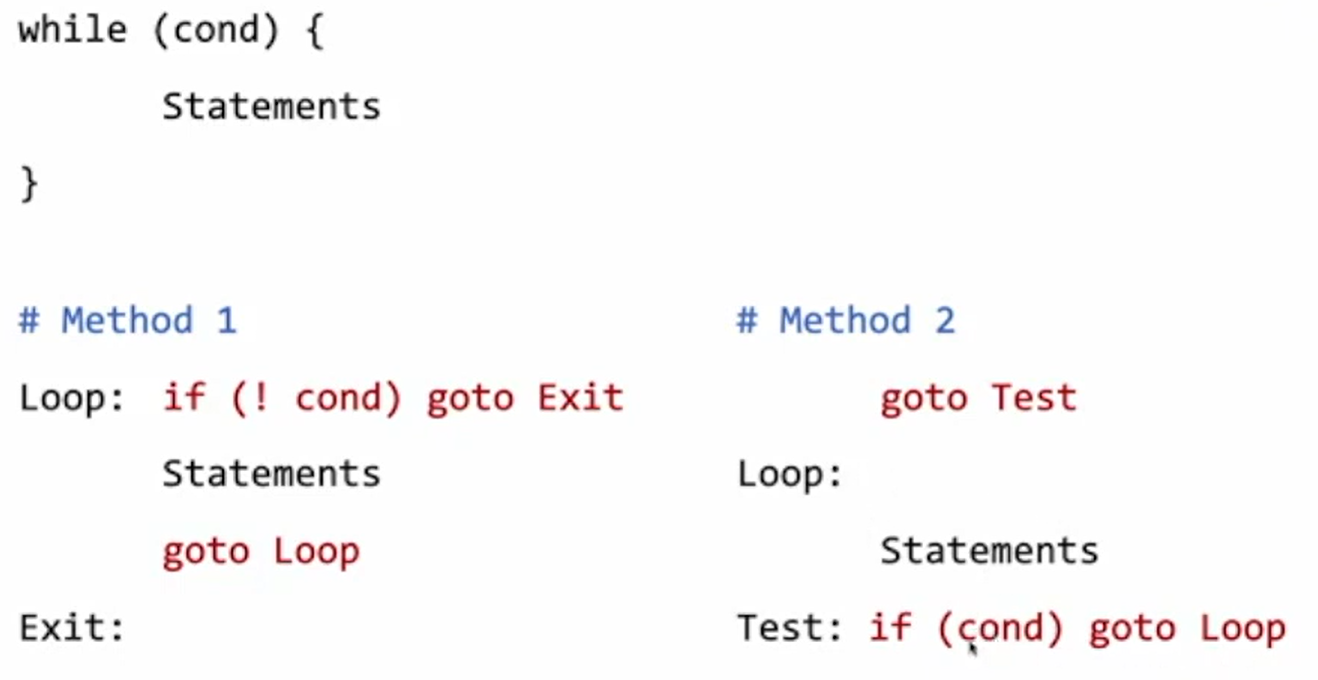 while (cond) {
Statements
}
# Method 1
Loop: if (! cond) goto Exit
Statements
goto Loop
Exit:
# Method 2
goto Test
Loop:
Statements
Test: if (cond) goto Loop